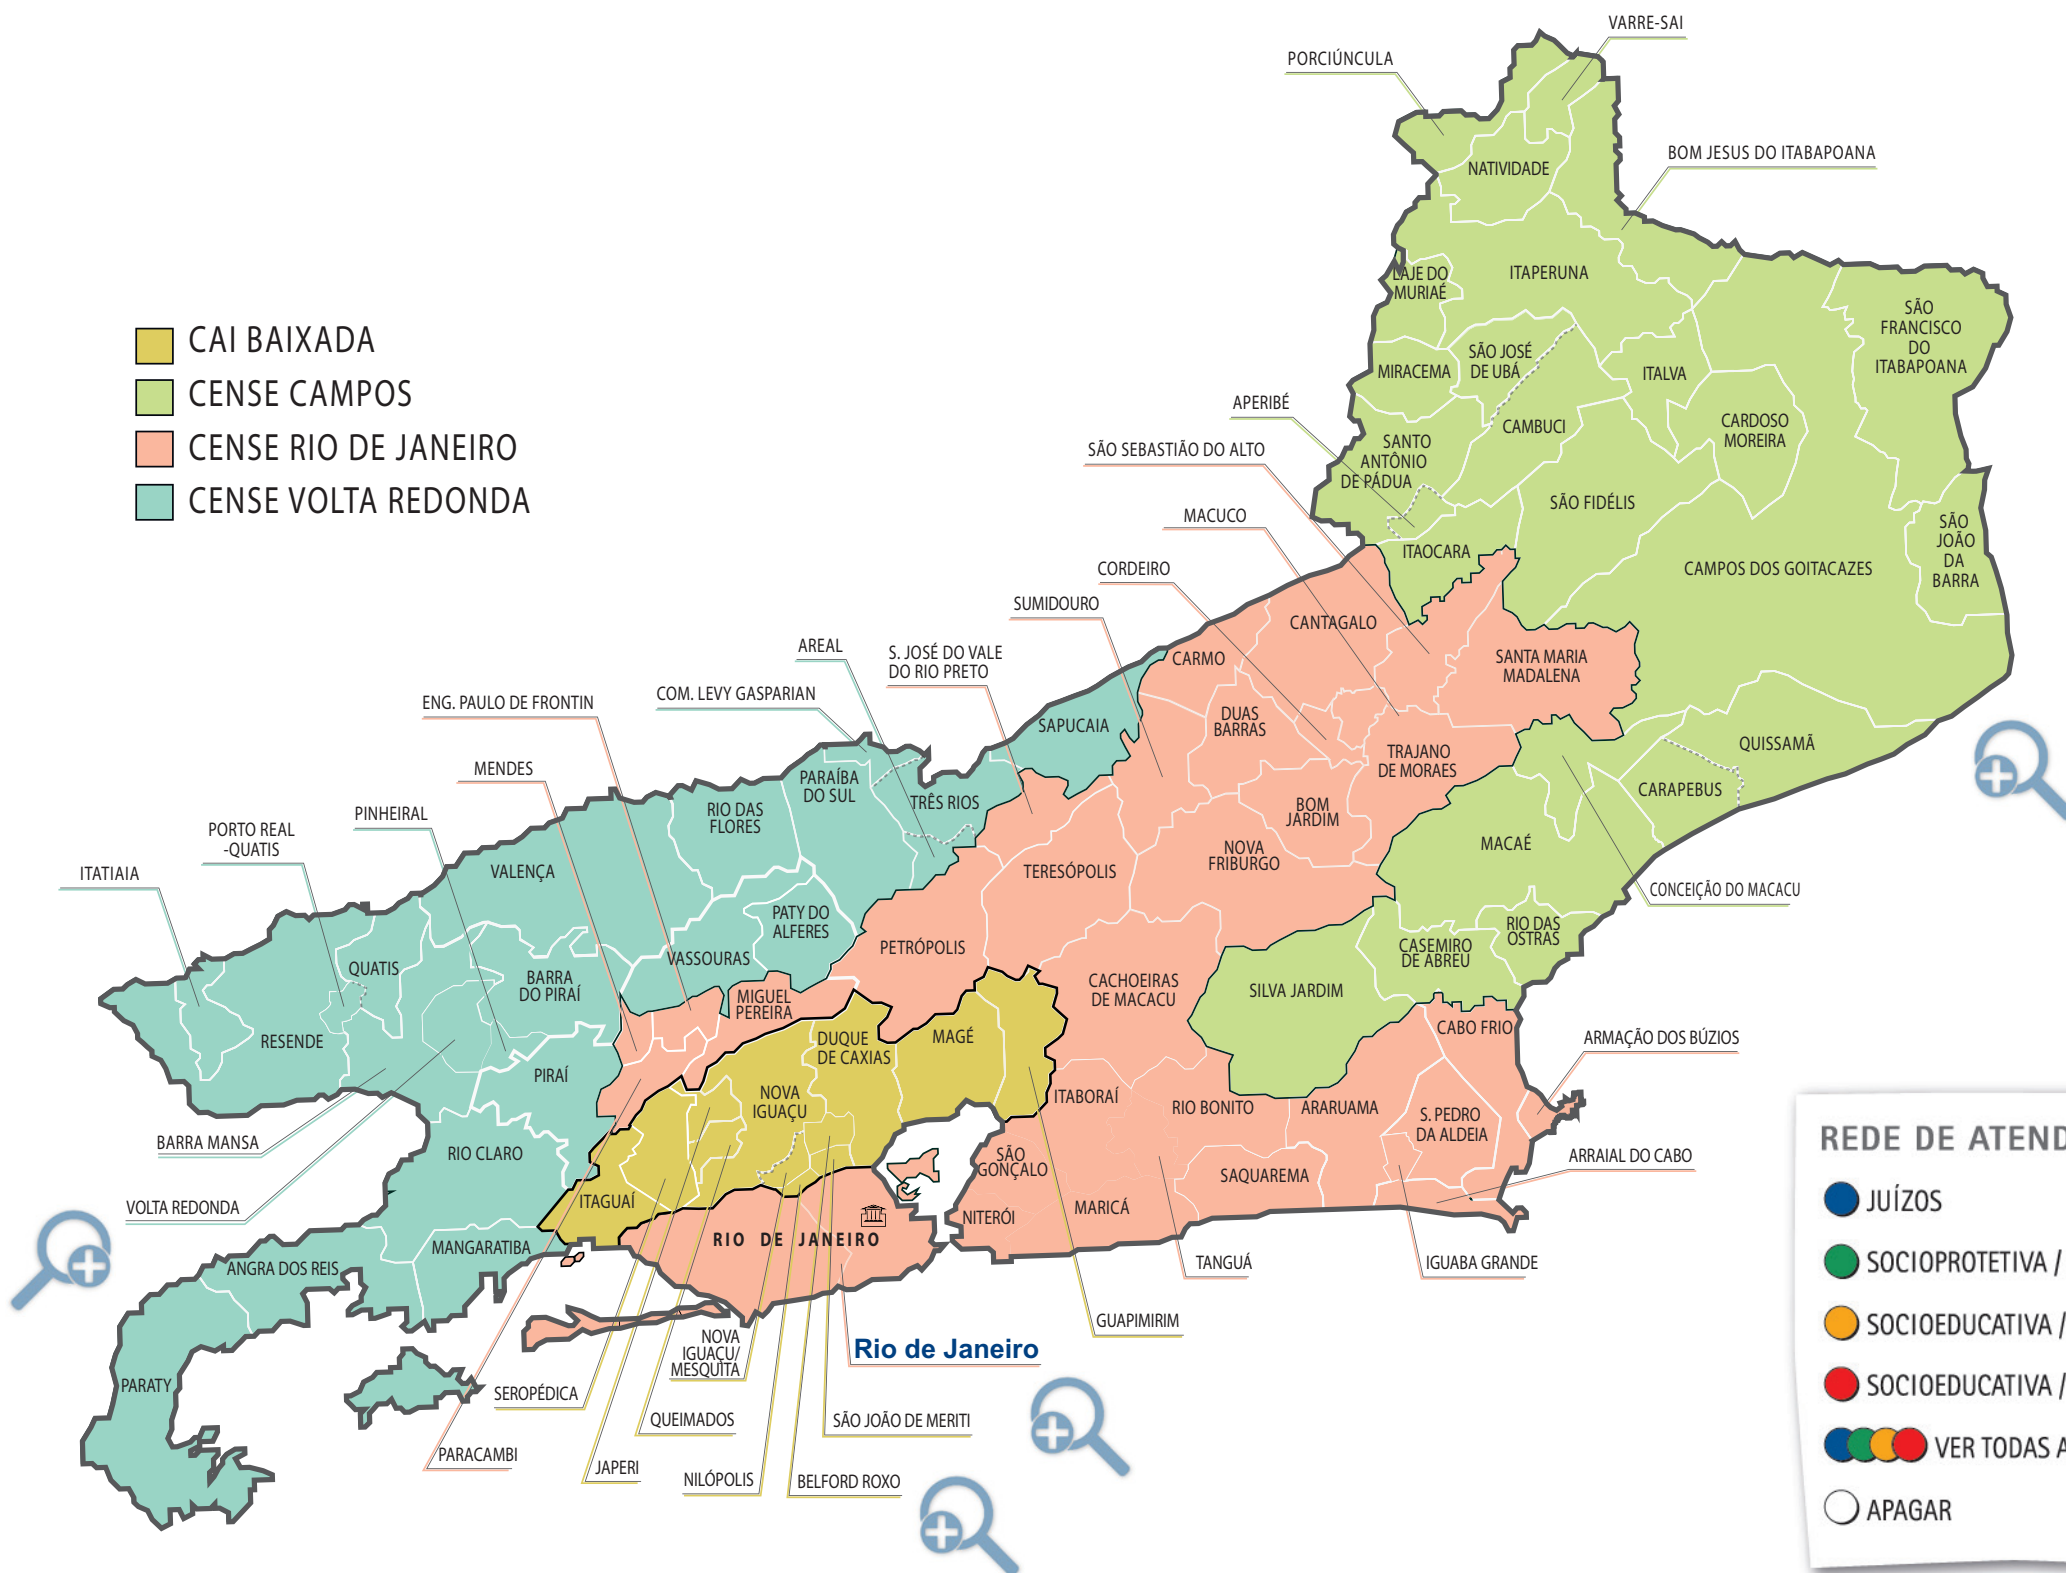 VARRE-SAI
PORCIÚNCULA
BOM JESUS DO ITABAPOANA
NATIVIDADE
LAJE DO
MURIAÉ
ITAPERUNA
SÃO
FRANCISCO
DO
ITABAPOANA
CAI BAIXADA
CENSE CAMPOS
CENSE RIO DE JANEIRO
CENSE VOLTA REDONDA
MIRACEMA
SÃO JOSÉ
DE UBÁ
ITALVA
APERIBÉ
CAMBUCI
CARDOSO
MOREIRA
SÃO SEBASTIÃO DO ALTO
SANTO
ANTÔNIO
DE PÁDUA
SÃO FIDÉLIS
MACUCO
ITAOCARA
SÃO
JOÃO
DA
BARRA
CAMPOS DOS GOITACAZES
CORDEIRO
SUMIDOURO
CANTAGALO
AREAL
S. JOSÉ DO VALE
DO RIO PRETO
CARMO
SANTA MARIA
MADALENA
COM. LEVY GASPARIAN
ENG. PAULO DE FRONTIN
SAPUCAIA
DUAS
BARRAS
TRAJANO
DE MORAES
QUISSAMÃ
CARAPEBUS
MENDES
PARAÍBA
DO SUL
TRÊS RIOS
RIO DAS
FLORES
BOM
JARDIM
PINHEIRAL
PORTO REAL
-QUATIS
NOVA
FRIBURGO
MACAÉ
ITATIAIA
VALENÇA
TERESÓPOLIS
CONCEIÇÃO DO MACACU
PATY DO
ALFERES
RIO DAS
OSTRAS
PETRÓPOLIS
CASEMIRO
DE ABREU
VASSOURAS
QUATIS
BARRA
DO PIRAÍ
CACHOEIRAS
DE MACACU
SILVA JARDIM
MIGUEL
PEREIRA
RESENDE
DUQUE
DE CAXIAS
MAGÉ
CABO FRIO
ARMAÇÃO DOS BÚZIOS
PIRAÍ
NOVA
IGUAÇU
ITABORAÍ
RIO BONITO
ARARUAMA
S. PEDRO
DA ALDEIA
BARRA MANSA
RIO CLARO
SÃO
GONÇALO
SAQUAREMA
ARRAIAL DO CABO
VOLTA REDONDA
ITAGUAÍ
NITERÓI
MARICÁ
RIO DE JANEIRO
MANGARATIBA
ANGRA DOS REIS
TANGUÁ
IGUABA GRANDE
GUAPIMIRIM
NOVA
IGUAÇU/
MESQUITA
Rio de Janeiro
PARATY
SEROPÉDICA
QUEIMADOS
SÃO JOÃO DE MERITI
PARACAMBI
JAPERI
NILÓPOLIS
BELFORD ROXO
REDE DE ATEND
JUÍZOS
SOCIOPROTETIVA /
SOCIOEDUCATIVA /
SOCIOEDUCATIVA /
VER TODAS A
APAGAR